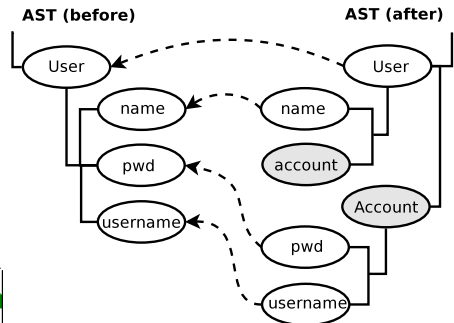 AST (before)
AST (after)
User
User
name
name
pwd
account
Account
username
pwd
username